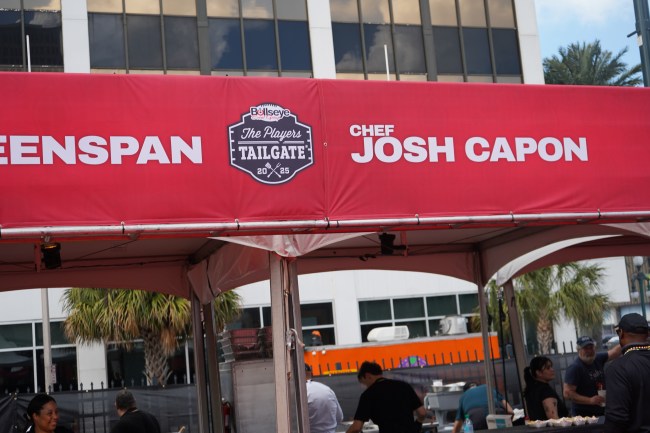 EENSPAN
Bullseye
The Players
TAILGATE
20 25
CHEF
JOSH CAPON